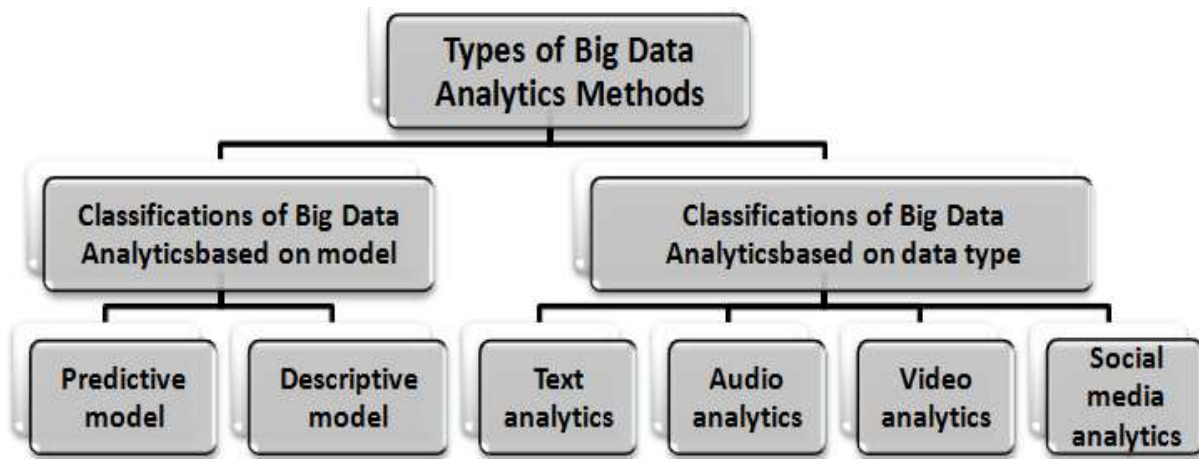 Types of Big Data
Analytics Methods
Classifications of Big Data
Analyticsbased on model
Classifications of Big Data
Analyticsbased on data type
Predictive
model
Descriptive
model
Text
analytics
Audio
analytics
Video
analytics
Social
media
analytics